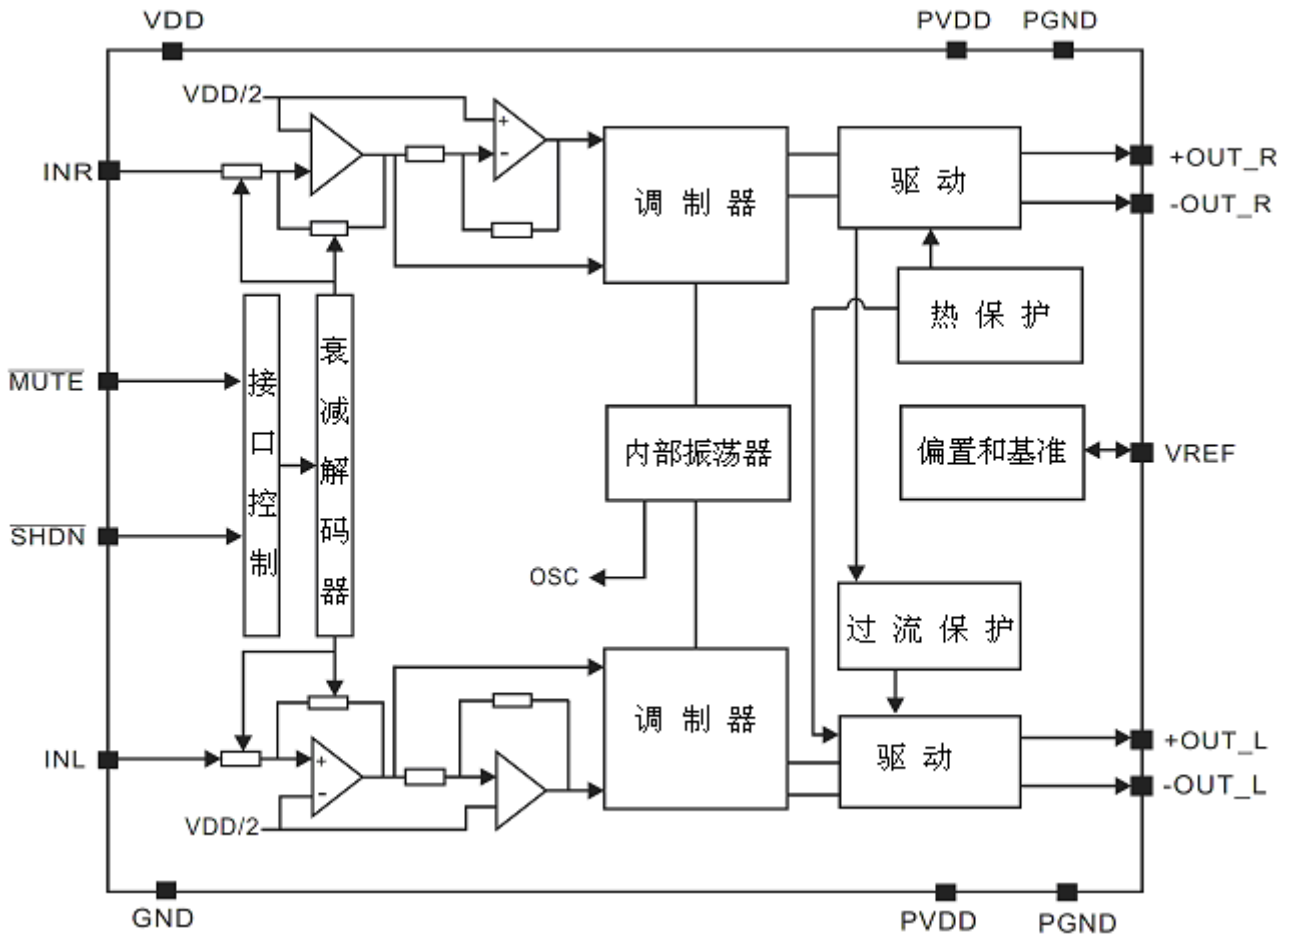 VDD
PVDD
PGND
VDD/2
+
-
INR
调制器
驱动
+OUT_R
-OUT_R
热保护
MUTE
接口控制
衰减解码器
内部振荡器
偏置和基准
VREF
SHDN
OSC
过流保护
调制器
驱动
+OUT_L
-OUT_L
INL
+
-
VDD/2
GND
PVDD
PGND